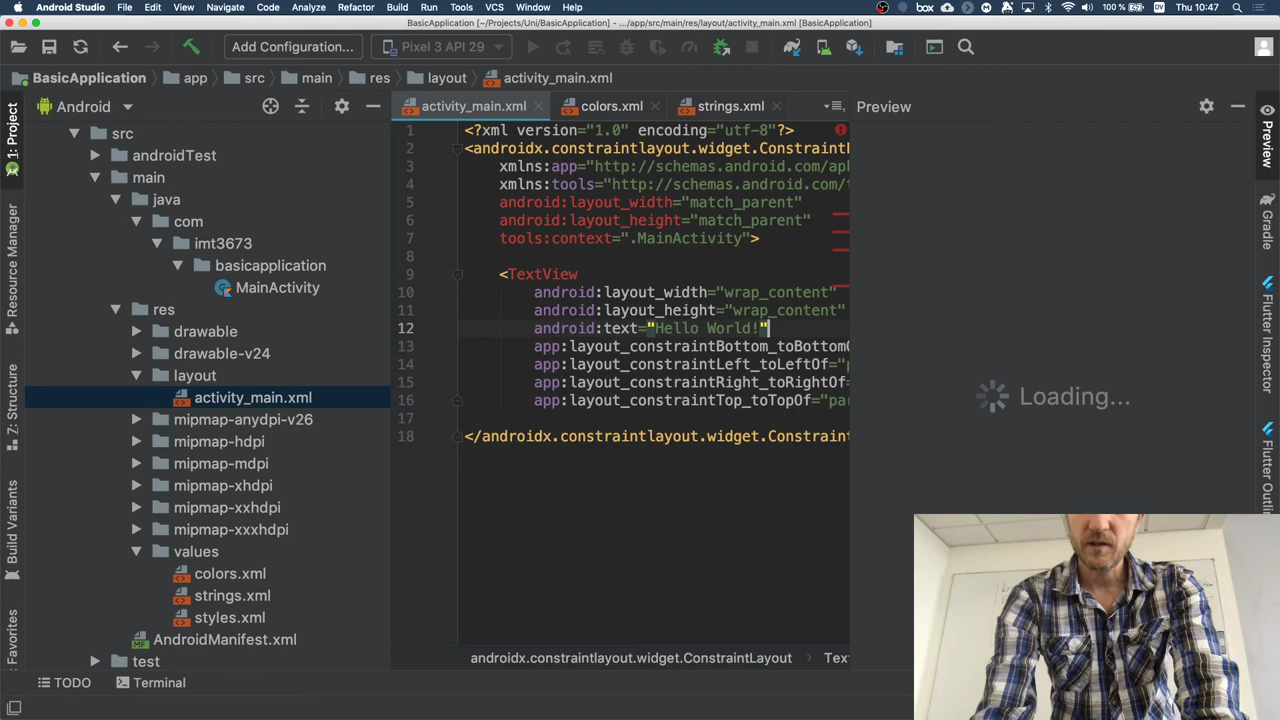 Android Studio File Edit View Navigate Code Analyze Refactor Build Run Tools VCS Window Help box 100 % DV Thu 10:47
BasicApplication [~/Projects/Uni/BasicApplication] - .../app/src/main/res/layout/activity_main.xml [BasicApplication]
Add Configuration... Pixel 3 API 29
BasicApplication app src main res layout activity_main.xml
1: Project
Resource Manager
Z: Structure
Build Variants
Favorites
Android
src
androidTest
main
java
com
imt3673
basicapplication
MainActivity
res
drawable
drawable-v24
layout
activity_main.xml
mipmap-anydpi-v26
mipmap-hdpi
mipmap-mdpi
mipmap-xhdpi
mipmap-xxhdpi
mipmap-xxxhdpi
values
colors.xml
strings.xml
styles.xml
AndroidManifest.xml
test
activity_main.xml colors.xml strings.xml
1 <?xml version="1.0" encoding="utf-8"?>
2 <androidx.constraintlayout.widget.Constraintl
3 xmlns:app="http://schemas.android.com/apk
4 xmlns:tools="http://schemas.android.com/t
5 android:layout_width="match_parent"
6 android:layout_height="match_parent"
7 tools:context=".MainActivity">
8
9 <TextView
10 android:layout_width="wrap_content"
11 android:layout_height="wrap_content"
12 android:text="Hello World!"
13 app:layout_constraintBottom_toBottomO
14 app:layout_constraintLeft_toLeftOf="p
15 app:layout_constraintRight_toRightOf=
16 app:layout_constraintTop_toTopOf="par
17
18 </androidx.constraintlayout.widget.Constraint
androidx.constraintlayout.widget.ConstraintLayout Tex
Preview
Loading...
Preview
Gradle
Flutter Inspector
Flutter Outlin
TODO Terminal